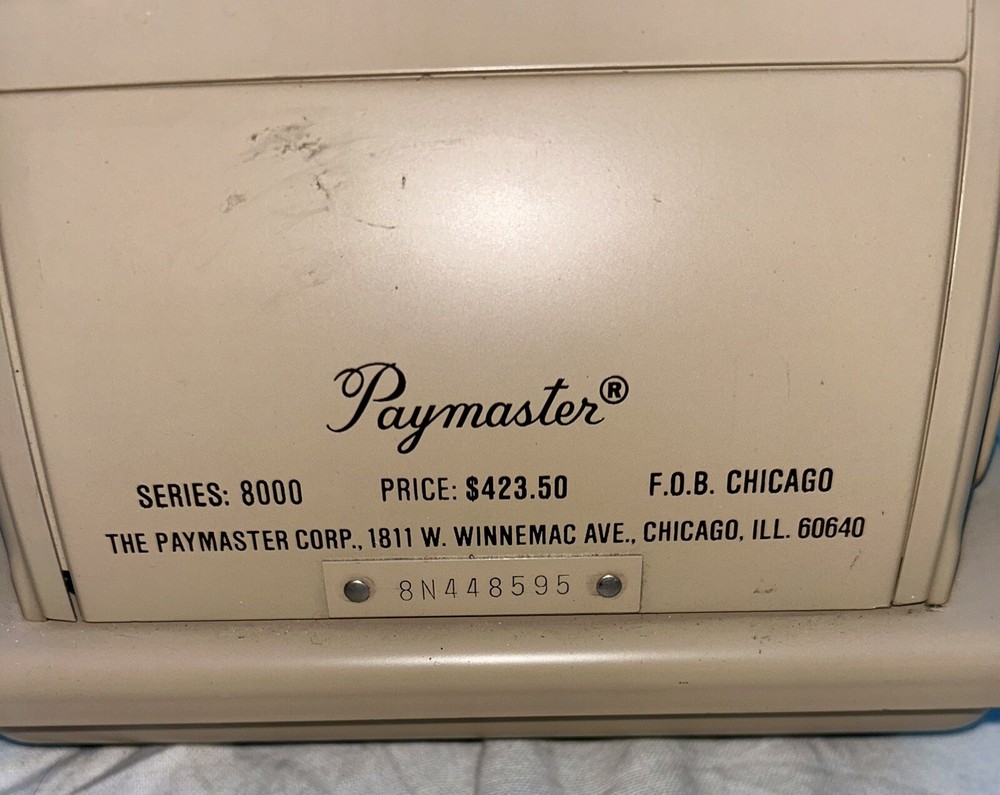 Paymaster®
SERIES: 8000 PRICE: $423.50 F.O.B. CHICAGO
THE PAYMASTER CORP., 1811 W. WINNEMAC AVE., CHICAGO, ILL. 60640
8N448595